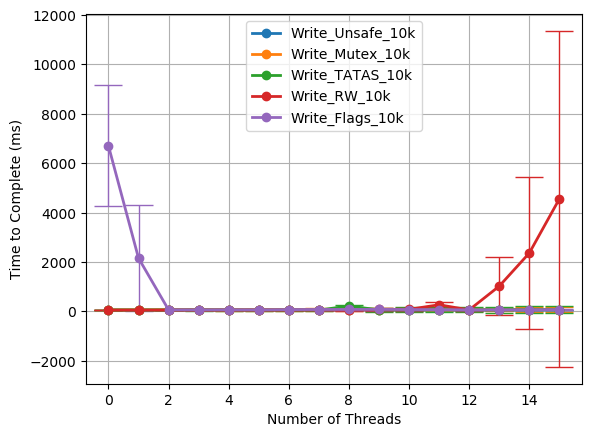 12000
10000
8000
6000
4000
2000
0
−2000
Time to Complete (ms)
Write_Unsafe_10k
Write_Mutex_10k
Write_TATAS_10k
Write_RW_10k
Write_Flags_10k
0 2 4 6 8 10 12 14
Number of Threads